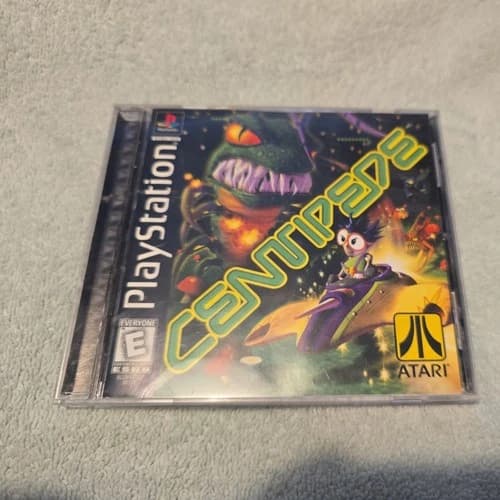 PlayStation
CENTIPEDE
EVERYONE
E
ATARI